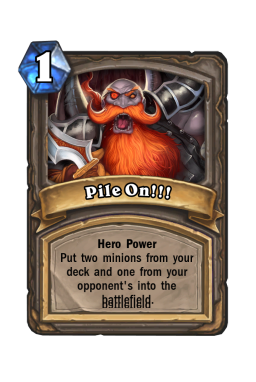 1
Pile On!!!
Hero Power
Put two minions from your
deck and one from your
opponent's into the
battlefield.